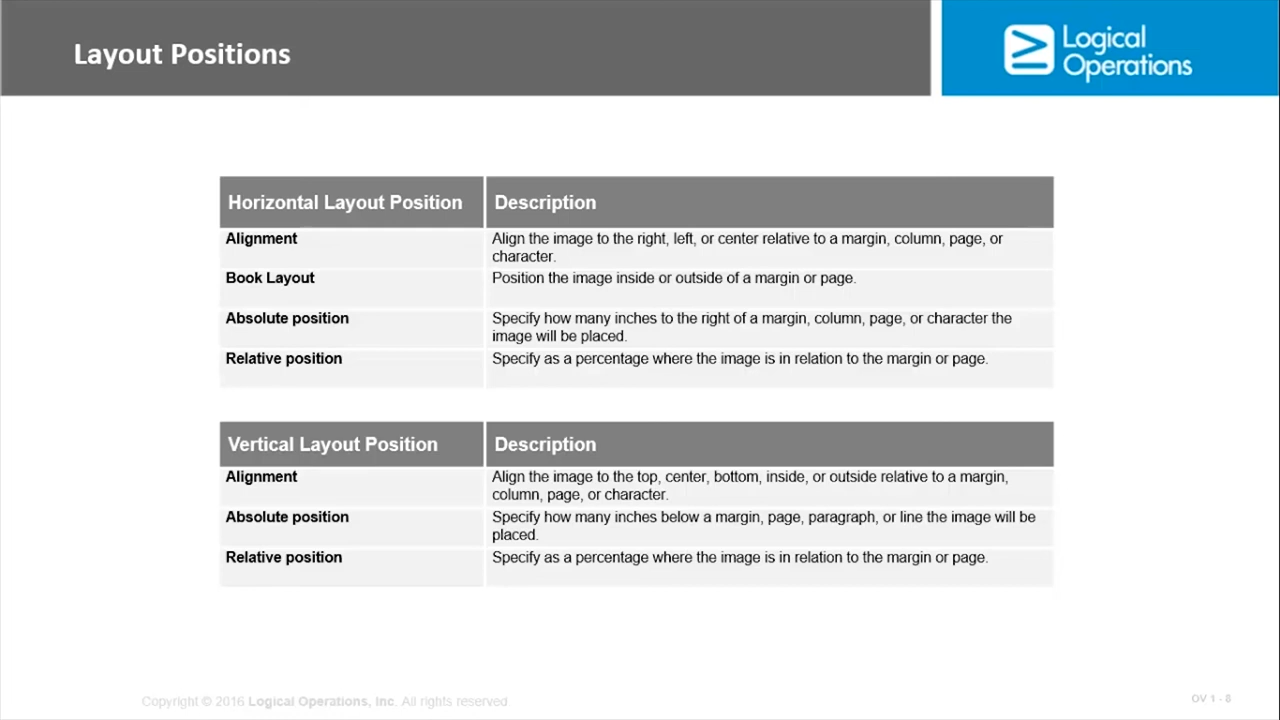 Layout Positions
Logical
Operations
Horizontal Layout Position Description
Alignment Align the image to the right, left, or center relative to a margin, column, page, or
character.
Book Layout Position the image inside or outside of a margin or page.
Absolute position Specify how many inches to the right of a margin, column, page, or character the
image will be placed.
Relative position Specify as a percentage where the image is in relation to the margin or page.
Vertical Layout Position Description
Alignment Align the image to the top, center, bottom, inside, or outside relative to a margin,
column, page, or character.
Absolute position Specify how many inches below a margin, page, paragraph, or line the image will be
placed.
Relative position Specify as a percentage where the image is in relation to the margin or page.
Copyright © 2016 Logical Operations, Inc. All rights reserved.
OV 1 - 8